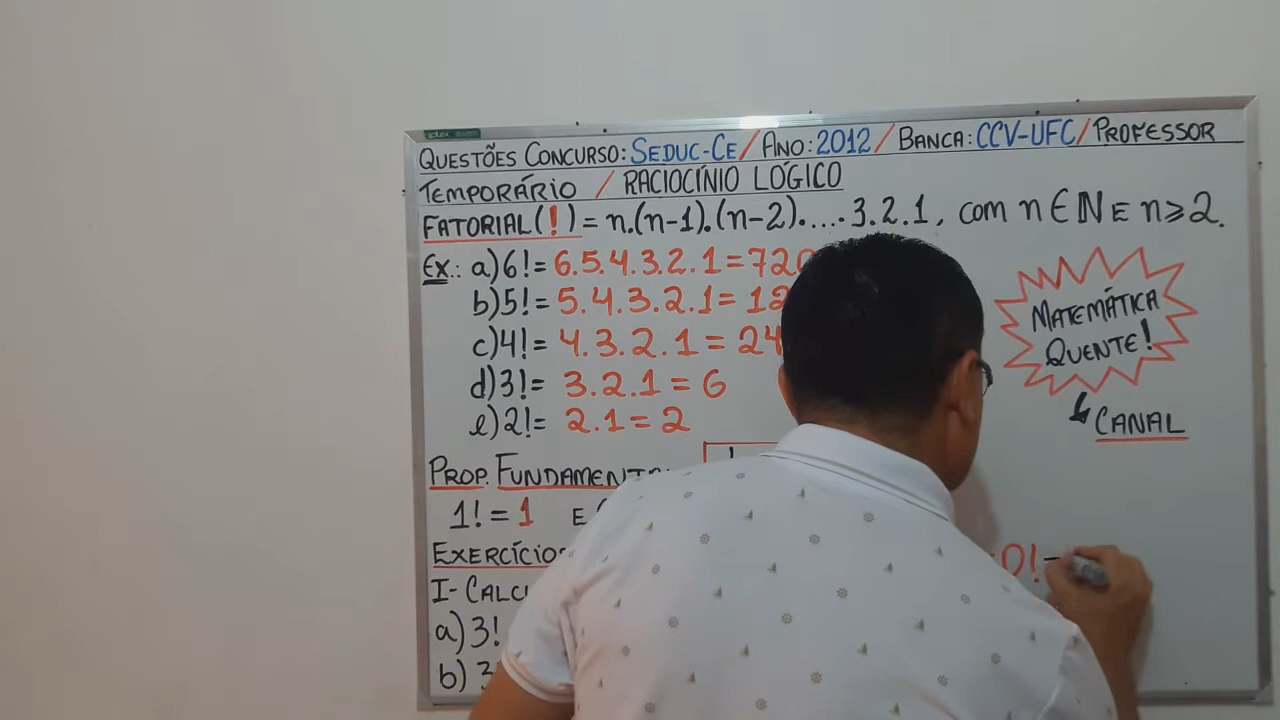 QUESTÕES CONCURSO: SEDUC-CE / ANO: 2012 / BANCA: CCV-UFC / PROFESSOR
TEMPORÁRIO / RACIOCÍNIO LÓGICO
FATORIAL(!) = n.(n-1).(n-2). .... 3.2.1, com n ∈ ℕ E n ⩾ 2.
EX.: a) 6! = 6.5.4.3.2.1 = 720
b) 5! = 5.4.3.2.1 = 12
c) 4! = 4.3.2.1 = 24
d) 3! = 3.2.1 = 6
e) 2! = 2.1 = 2
MATEMÁTICA
QUENTE!
CANAL
PROP. FUNDAMENTA
1! = 1 E
0! =
EXERCÍCIOS
I- CALCU
a) 3!
b) 3